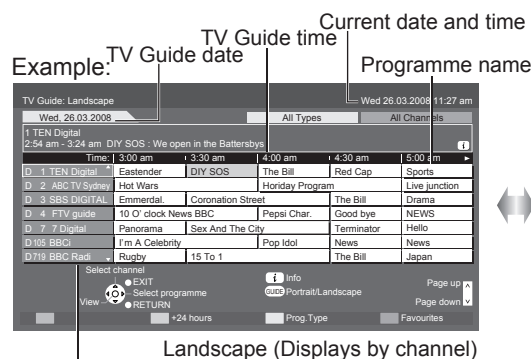 Current date and time
TV Guide time
TV Guide date
Example:
Programme name
TV Guide: Landscape
Wed 26.03.2008 11:27 am
Wed, 26.03.2008
All Types
All Channels
1 TEN Digital
2:54 am - 3:24 am DIY SOS : We open in the Battersbys
i
Time: 3:00 am 3:30 am 4:00 am 4:30 am 5:00 am
D 1 TEN Digital Eastender DIY SOS The Bill Red Cap Sports
D 2 ABC TV Sydney Hot Wars Horiday Program Live junction
D 3 SBS DIGITAL Emmerdal. Coronation Street The Bill Drama
D 4 FTV guide 10 O' clock News BBC Pepsi Char. Good bye NEWS
D 7 7 Digital Panorama Sex And The City Terminator Hello
D105 BBCi I'm A Celebrity Pop Idol News News
D719 BBC Radi Rugby 15 To 1 The Bill Japan
Select channel
EXIT
Select programme
View
RETURN
i Info
GUIDE Portrait/Landscape
Page up
Page down
+24 hours
Prog.Type
Favourites
Landscape (Displays by channel)